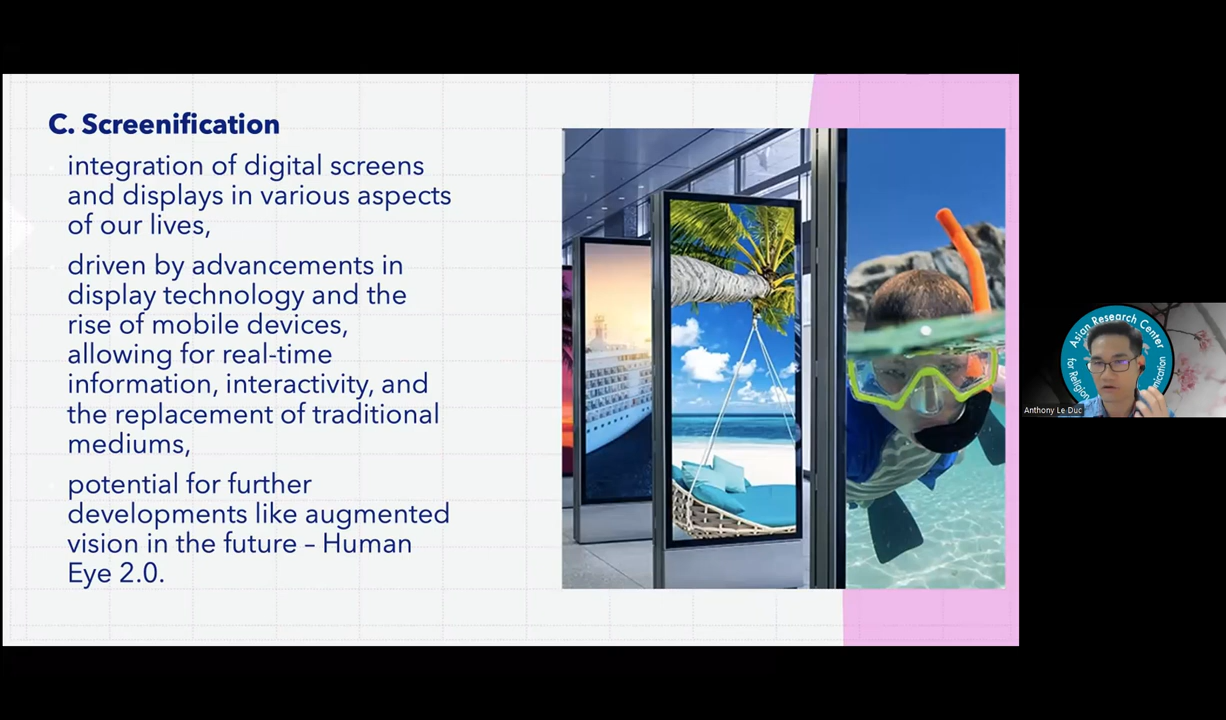 C. Screenification
integration of digital screens
and displays in various aspects
of our lives,
driven by advancements in
display technology and the
rise of mobile devices,
allowing for real-time
information, interactivity, and
the replacement of traditional
mediums,
potential for further
developments like augmented
vision in the future – Human
Eye 2.0.
Asian Research Center
for Religion
Anthony Le Duc